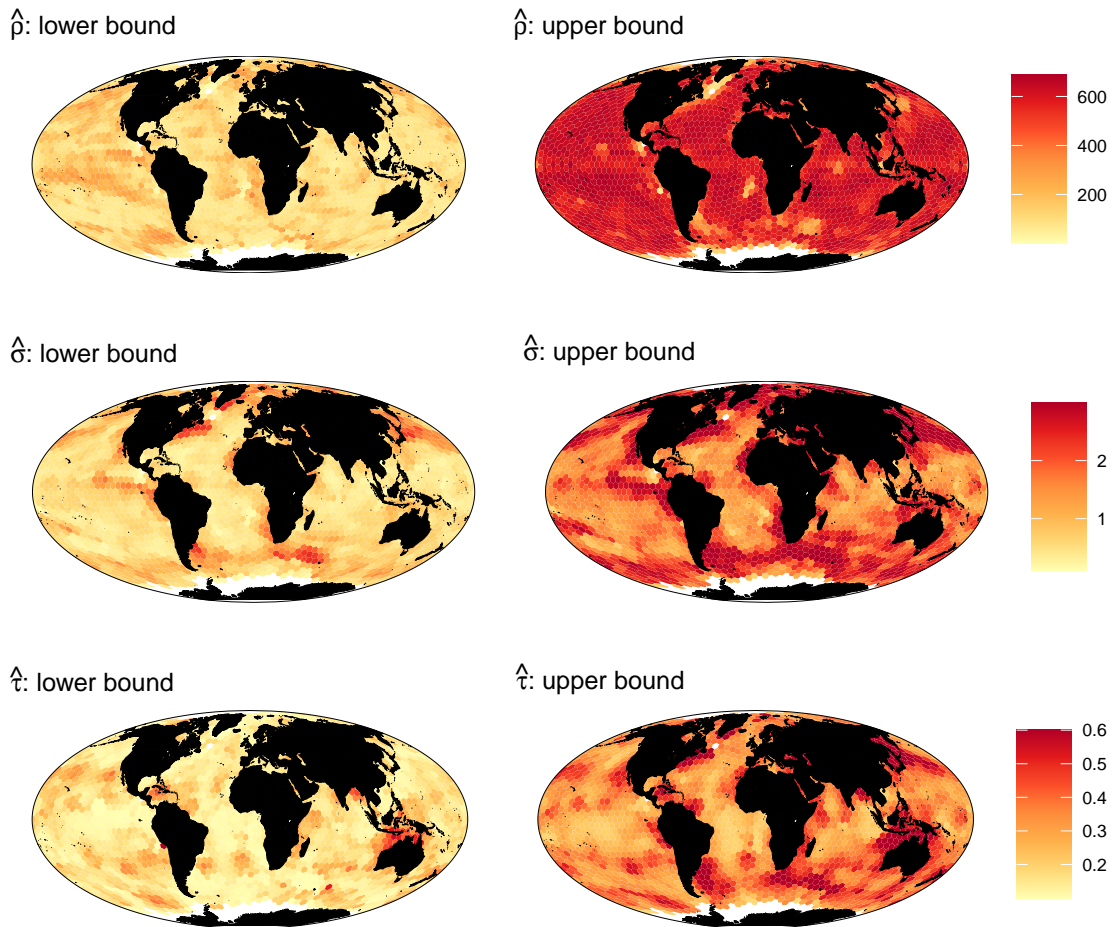 ρ̂: lower bound
ρ̂: upper bound
600
400
200
σ̂: lower bound
σ̂: upper bound
2
1
τ̂: lower bound
τ̂: upper bound
0.6
0.5
0.4
0.3
0.2